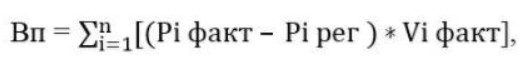 Вп = ∑ⁿᵢ₌₁[(Pi факт – Pi рег ) * Vi факт],